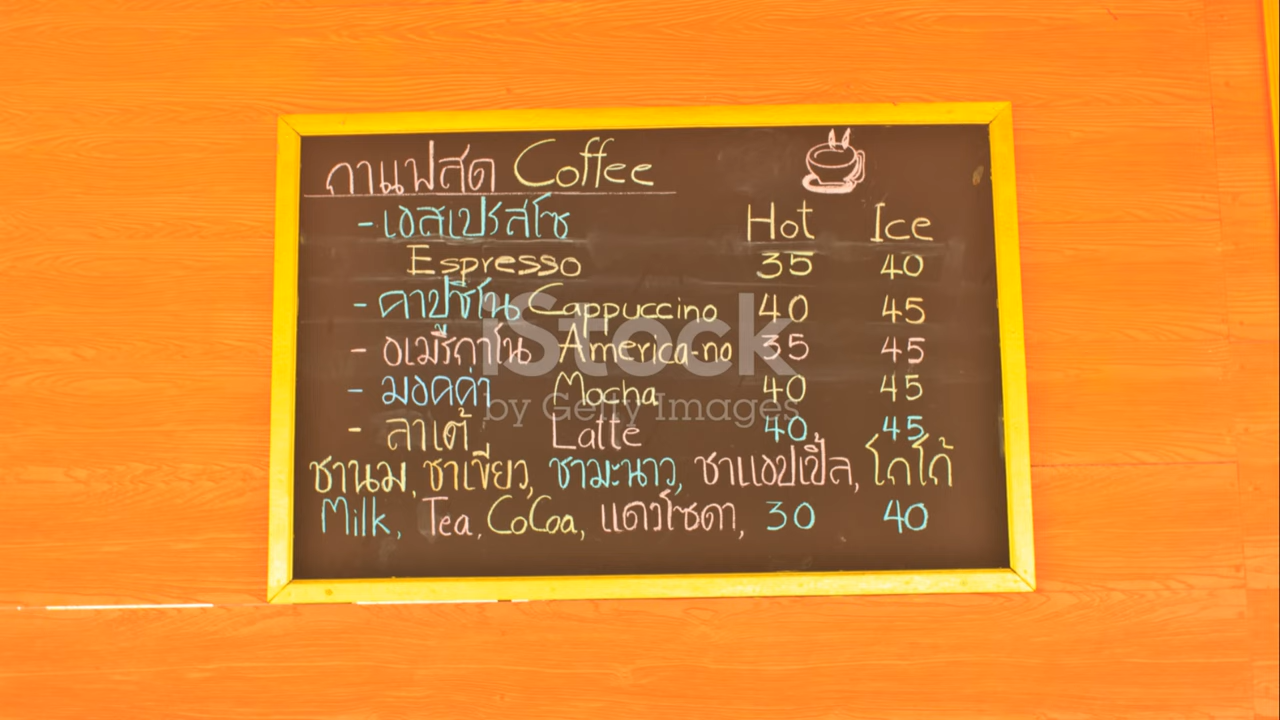 กาแฟสด Coffee
-เอสเปรสโซ Hot Ice
Espresso 35 40
- คาปูชิโน Cappuccino 40 45
- อเมริกาโน America-no 35 45
- มอคค่า Mocha 40 45
- ลาเต้ Latte 40 45
ชานม, ชาเขียว, ชามะนาว, ชาแอปเปิ้ล, โกโก้
Milk, Tea, CoCoa, แดงโซดา, 30 40
iStock
by Getty Images